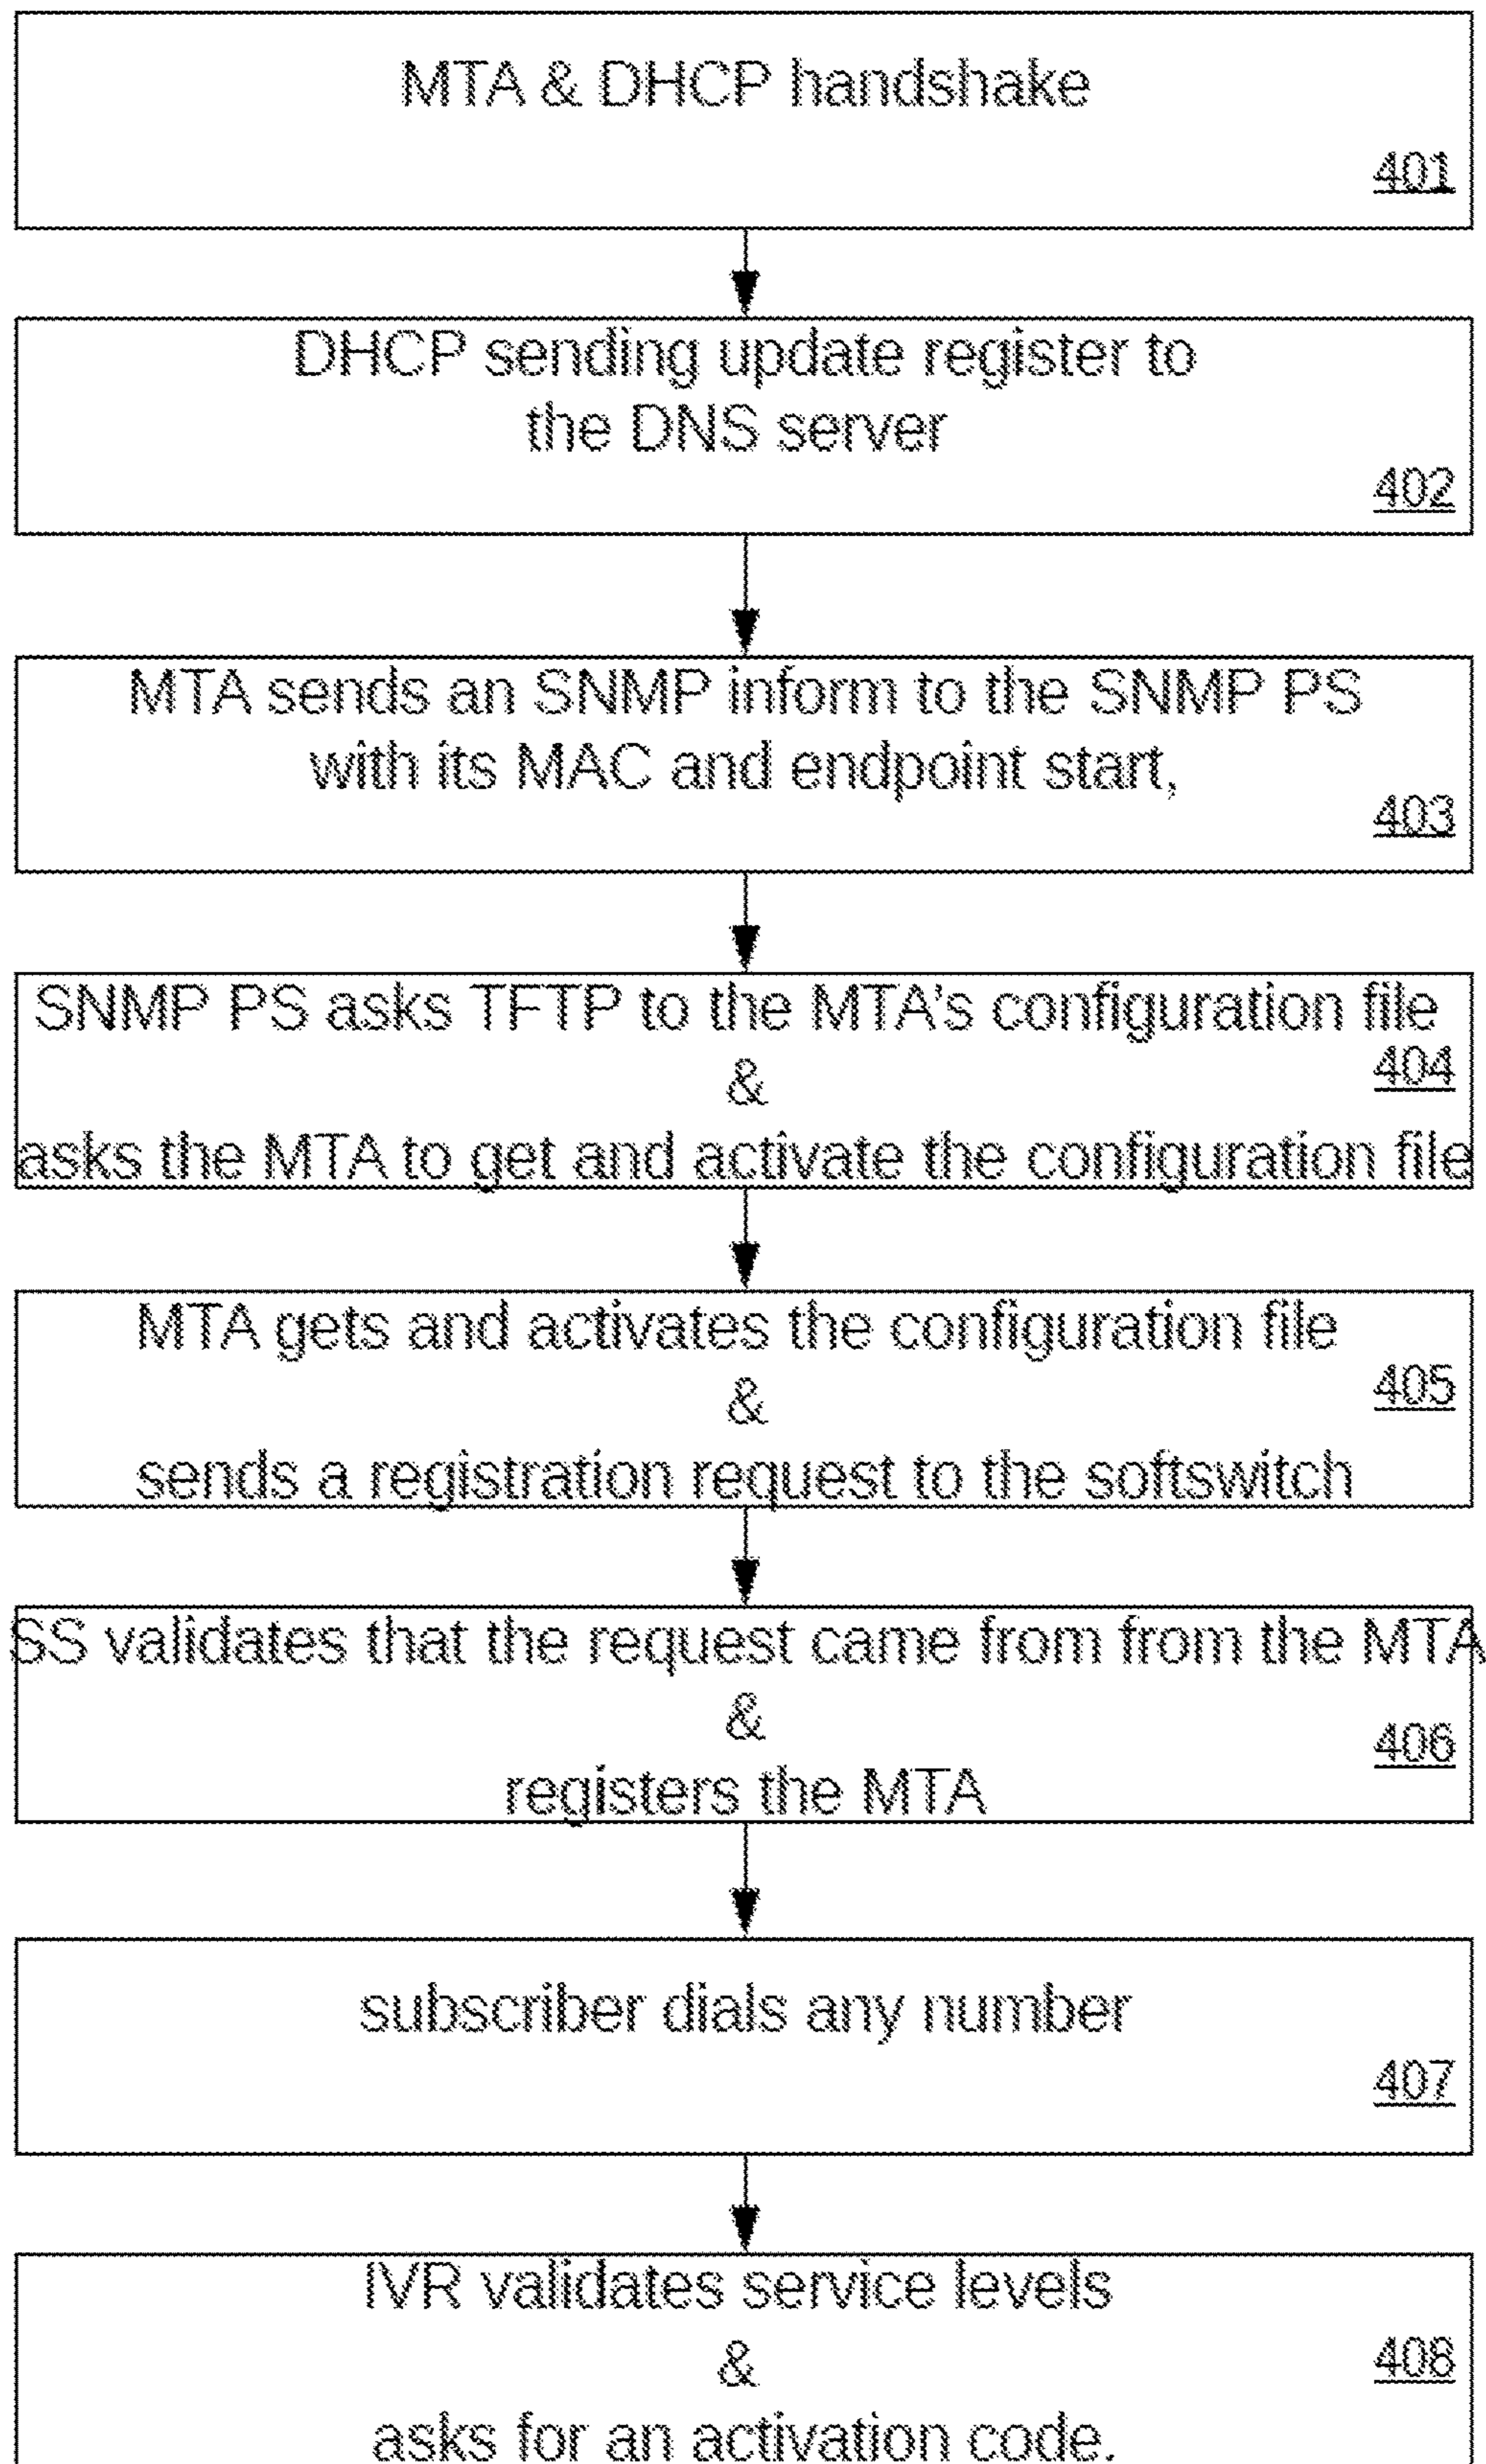 MTA & DHCP handshake
401
DHCP sending update register to
the DNS server
402
MTA sends an SNMP inform to the SNMP PS
with its MAC and endpoint start,
403
SNMP PS asks TFTP to the MTA's configuration file
404
&
asks the MTA to get and activate the configuration file
MTA gets and activates the configuration file
405
&
sends a registration request to the softswitch
SS validates that the request came from from the MTA
&
406
registers the MTA
subscriber dials any number
407
IVR validates service levels
&
408
asks for an activation code.